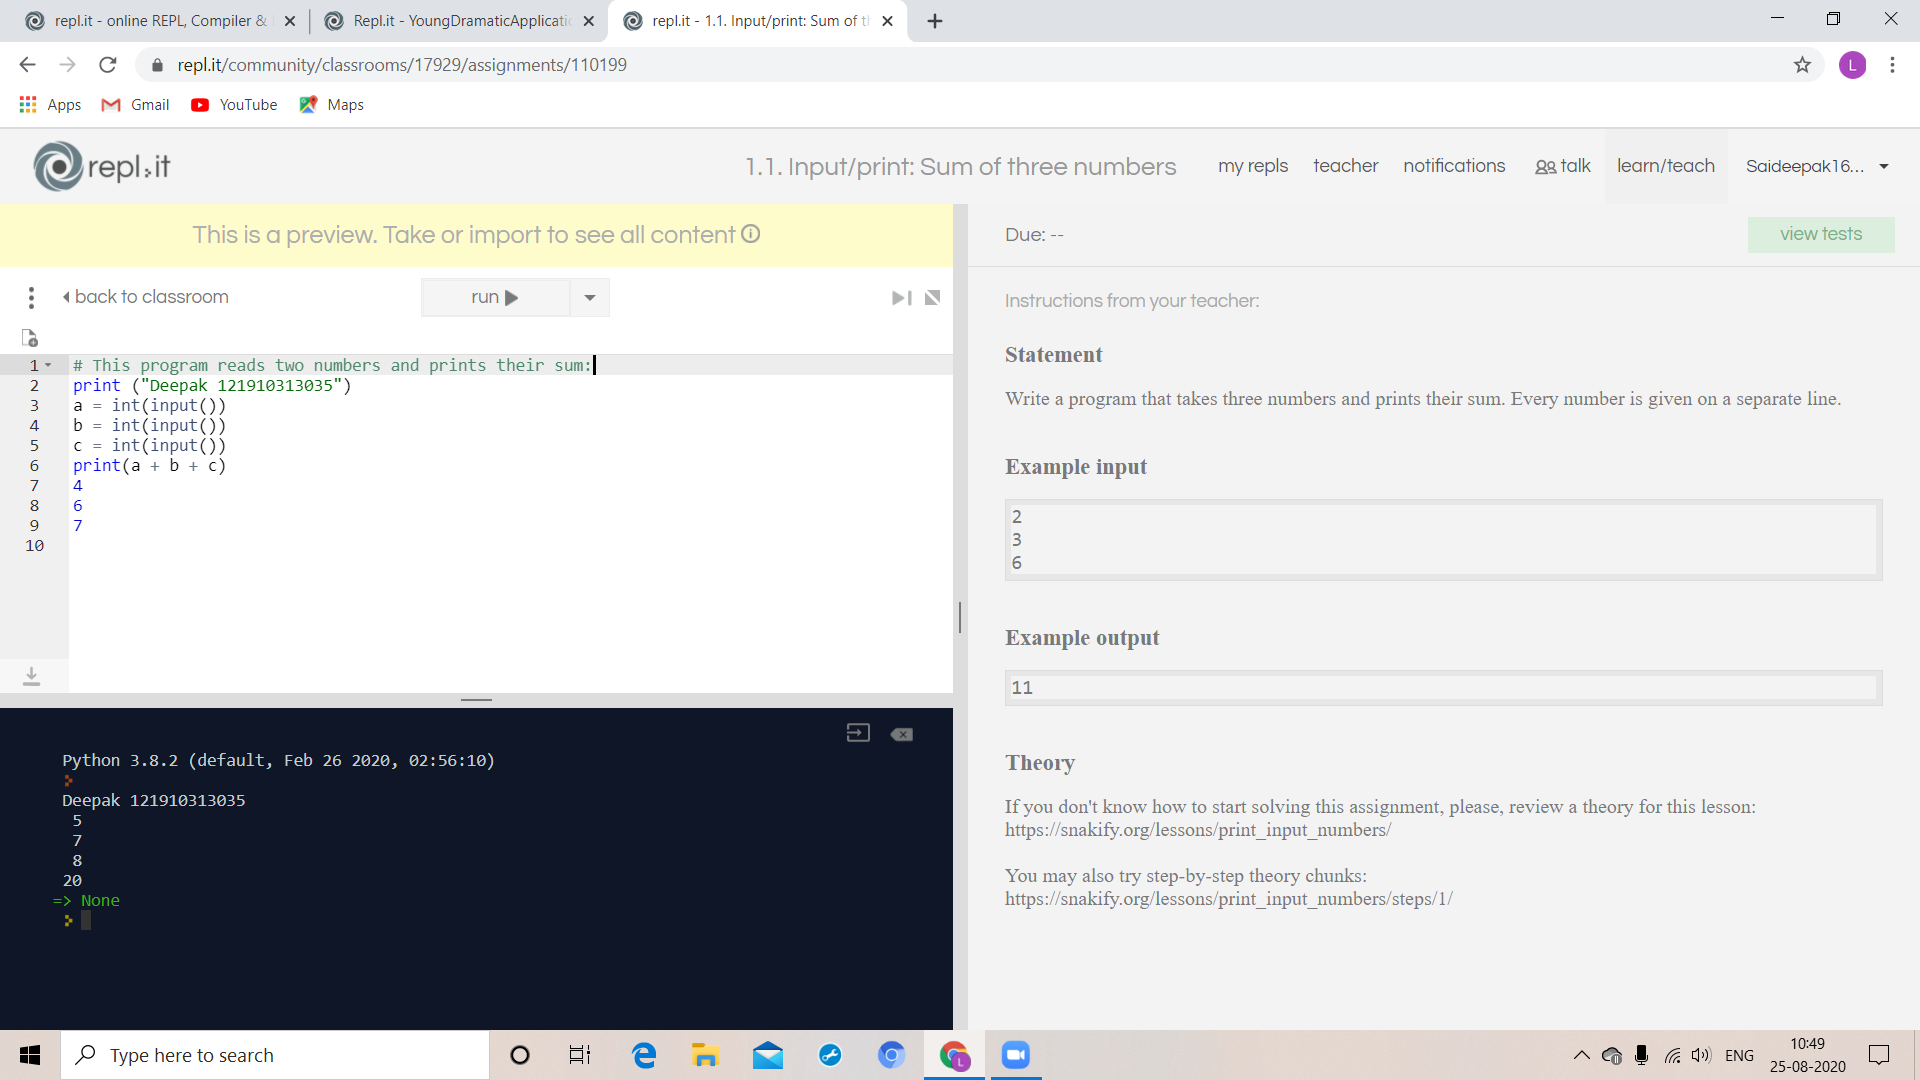 repl.it - online REPL, Compiler &
Repl.it - YoungDramaticApplicati
repl.it - 1.1. Input/print: Sum of t
repl.it/community/classrooms/17929/assignments/110199
L
Apps
Gmail
YouTube
Maps
repl.it
1.1. Input/print: Sum of three numbers
my repls
teacher
notifications
talk
learn/teach
Saideepak16...
This is a preview. Take or import to see all content
back to classroom
run
1 # This program reads two numbers and prints their sum:
2 print ("Deepak 121910313035")
3 a = int(input())
4 b = int(input())
5 c = int(input())
6 print(a + b + c)
7 4
8 6
9 7
10
Python 3.8.2 (default, Feb 26 2020, 02:56:10)
Deepak 121910313035
5
7
8
20
=> None
Due: --
view tests
Instructions from your teacher:
Statement
Write a program that takes three numbers and prints their sum. Every number is given on a separate line.
Example input
2
3
6
Example output
11
Theory
If you don't know how to start solving this assignment, please, review a theory for this lesson:
https://snakify.org/lessons/print_input_numbers/
You may also try step-by-step theory chunks:
https://snakify.org/lessons/print_input_numbers/steps/1/
Type here to search
L
ENG
10:49
25-08-2020